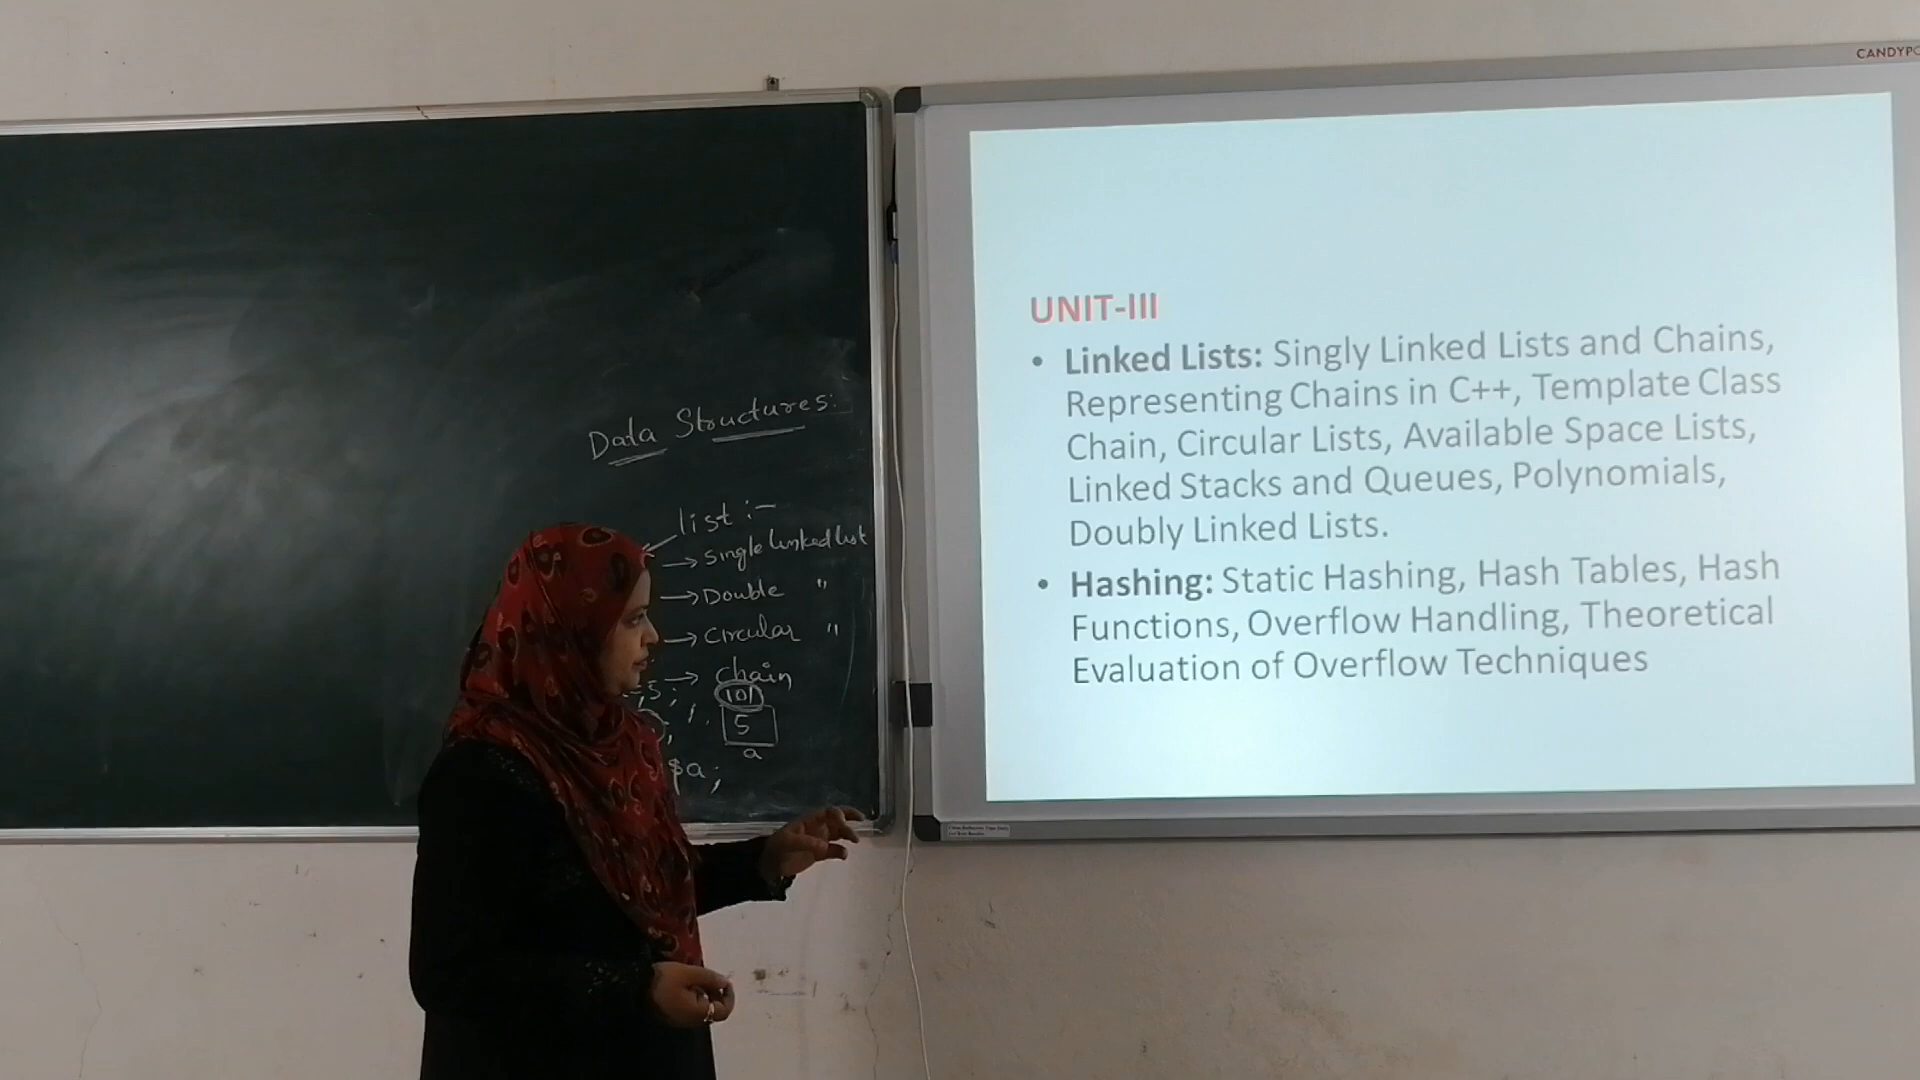 Data Structures:
list :-
→ Single linked list
→ Double "
→ Circular "
→ chain
101
5
a
CANDYPO
UNIT-III
• Linked Lists: Singly Linked Lists and Chains,
Representing Chains in C++, Template Class
Chain, Circular Lists, Available Space Lists,
Linked Stacks and Queues, Polynomials,
Doubly Linked Lists.
• Hashing: Static Hashing, Hash Tables, Hash
Functions, Overflow Handling, Theoretical
Evaluation of Overflow Techniques